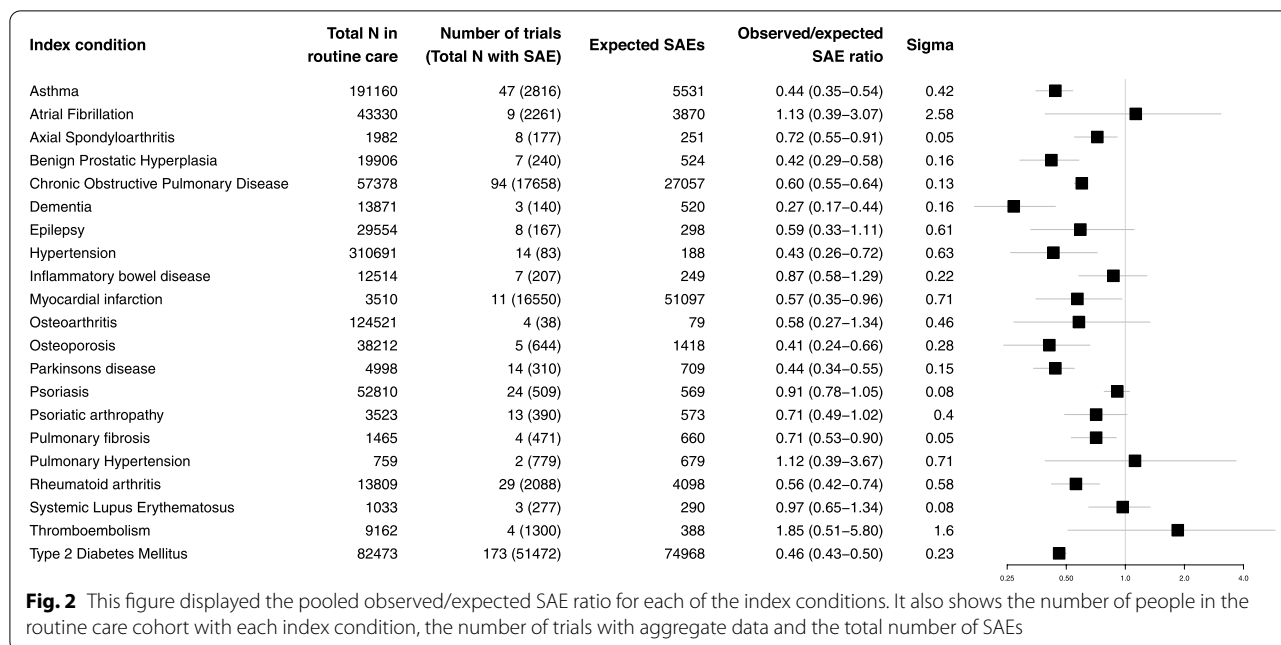 Index condition Total N in routine care Number of trials (Total N with SAE) Expected SAEs Observed/expected SAE ratio Sigma
Asthma 191160 47 (2816) 5531 0.44 (0.35−0.54) 0.42
Atrial Fibrillation 43330 9 (2261) 3870 1.13 (0.39−3.07) 2.58
Axial Spondyloarthritis 1982 8 (177) 251 0.72 (0.55−0.91) 0.05
Benign Prostatic Hyperplasia 19906 7 (240) 524 0.42 (0.29−0.58) 0.16
Chronic Obstructive Pulmonary Disease 57378 94 (17658) 27057 0.60 (0.55−0.64) 0.13
Dementia 13871 3 (140) 520 0.27 (0.17−0.44) 0.16
Epilepsy 29554 8 (167) 298 0.59 (0.33−1.11) 0.61
Hypertension 310691 14 (83) 188 0.43 (0.26−0.72) 0.63
Inflammatory bowel disease 12514 7 (207) 249 0.87 (0.58−1.29) 0.22
Myocardial infarction 3510 11 (16550) 51097 0.57 (0.35−0.96) 0.71
Osteoarthritis 124521 4 (38) 79 0.58 (0.27−1.34) 0.46
Osteoporosis 38212 5 (644) 1418 0.41 (0.24−0.66) 0.28
Parkinsons disease 4998 14 (310) 709 0.44 (0.34−0.55) 0.15
Psoriasis 52810 24 (509) 569 0.91 (0.78−1.05) 0.08
Psoriatic arthropathy 3523 13 (390) 573 0.71 (0.49−1.02) 0.4
Pulmonary fibrosis 1465 4 (471) 660 0.71 (0.53−0.90) 0.05
Pulmonary Hypertension 759 2 (779) 679 1.12 (0.39−3.67) 0.71
Rheumatoid arthritis 13809 29 (2088) 4098 0.56 (0.42−0.74) 0.58
Systemic Lupus Erythematosus 1033 3 (277) 290 0.97 (0.65−1.34) 0.08
Thromboembolism 9162 4 (1300) 388 1.85 (0.51−5.80) 1.6
Type 2 Diabetes Mellitus 82473 173 (51472) 74968 0.46 (0.43−0.50) 0.23
0.25 0.50 1.0 2.0 4.0
Fig. 2 This figure displayed the pooled observed/expected SAE ratio for each of the index conditions. It also shows the number of people in the
routine care cohort with each index condition, the number of trials with aggregate data and the total number of SAEs